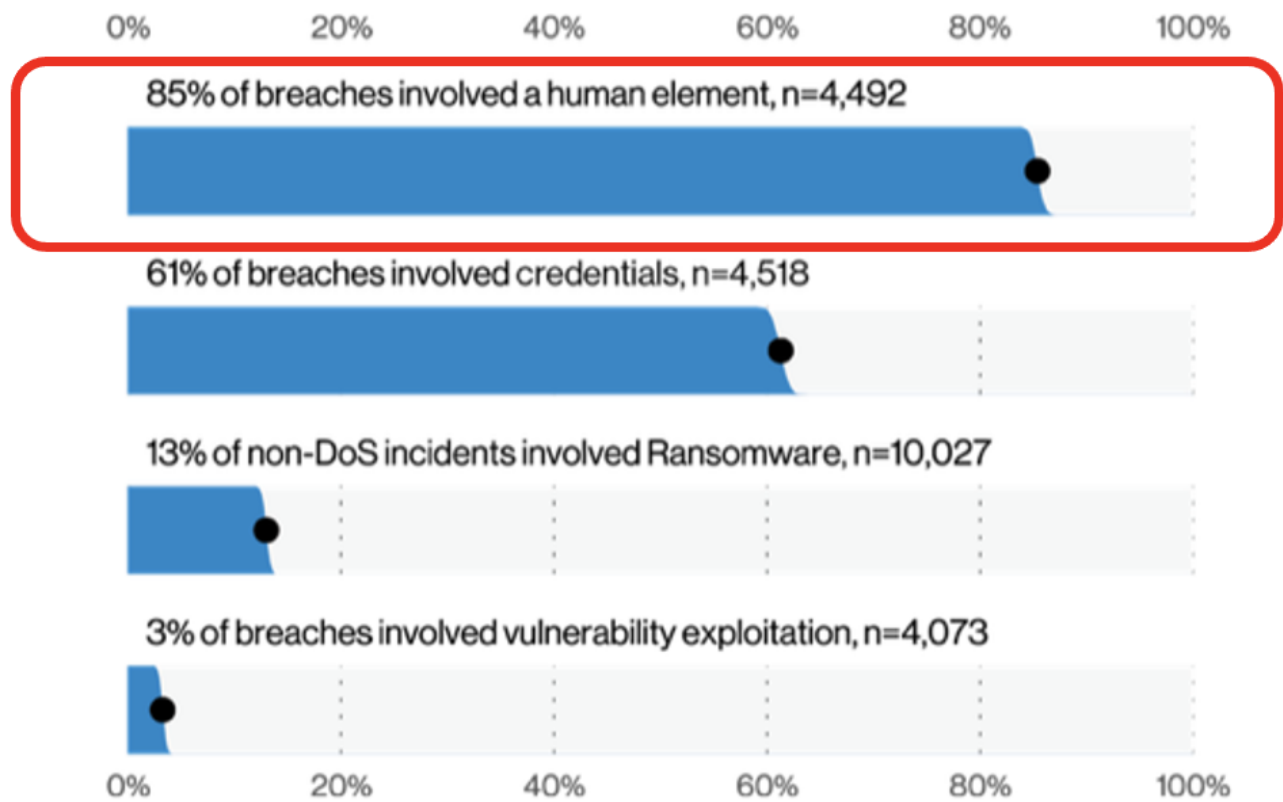 0% 20% 40% 60% 80% 100%
85% of breaches involved a human element, n=4,492
61% of breaches involved credentials, n=4,518
13% of non-DoS incidents involved Ransomware, n=10,027
3% of breaches involved vulnerability exploitation, n=4,073
0% 20% 40% 60% 80% 100%